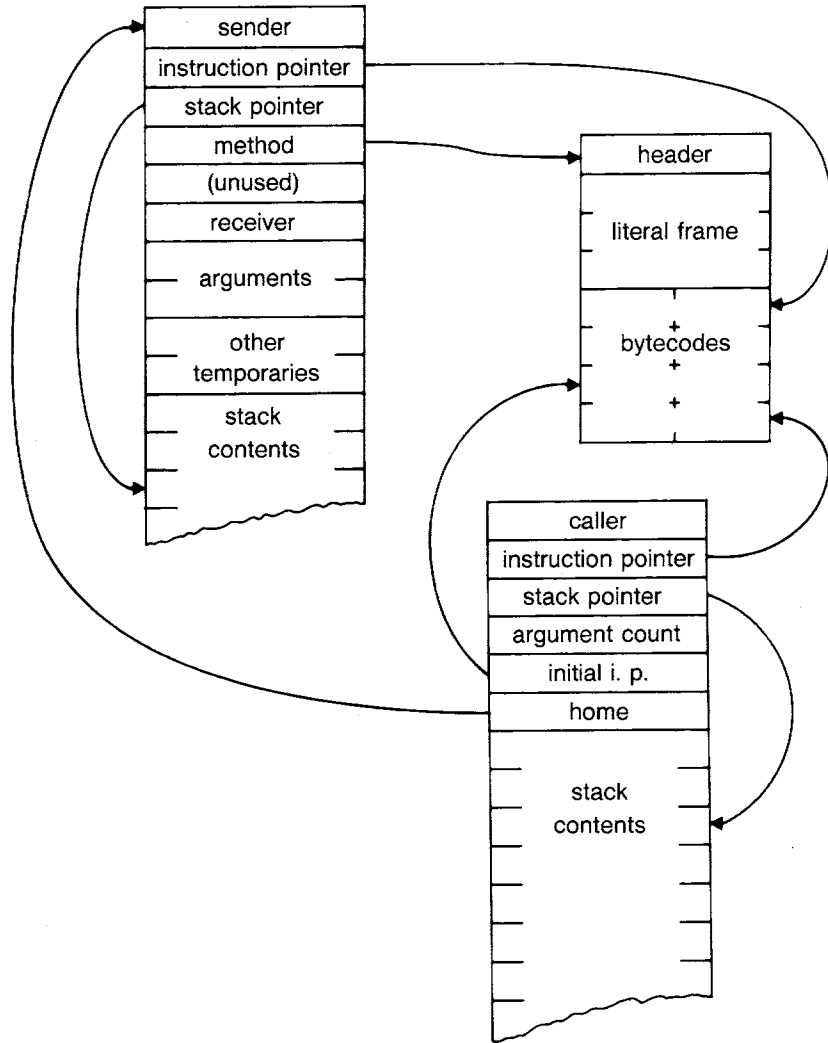 sender
instruction pointer
stack pointer
method
(unused)
receiver
arguments
other
temporaries
stack
contents
header
literal frame
bytecodes
caller
instruction pointer
stack pointer
argument count
initial i. p.
home
stack
contents